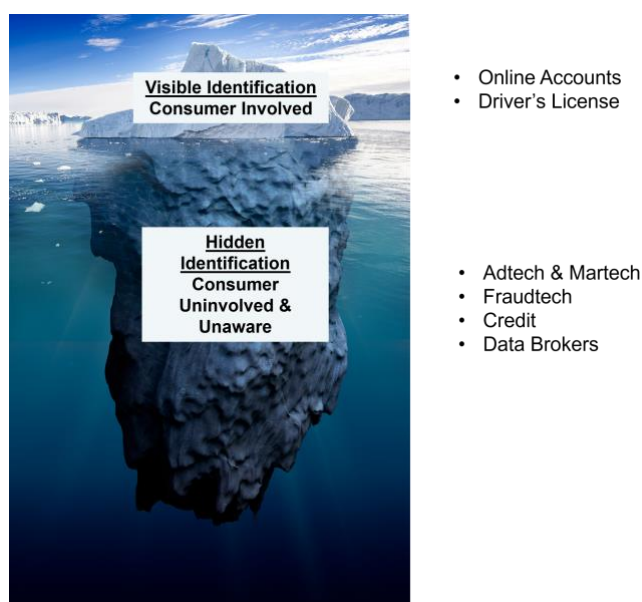 Visible Identification
Consumer Involved
• Online Accounts
• Driver's License
Hidden
Identification
Consumer
Uninvolved &
Unaware
• Adtech & Martech
• Fraudtech
• Credit
• Data Brokers